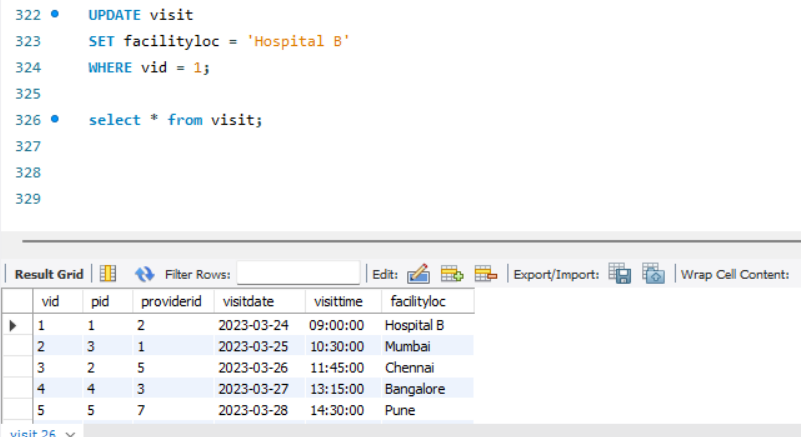 322 UPDATE visit
323 SET facilityloc = 'Hospital B'
324 WHERE vid = 1;
325
326 select * from visit;
327
328
329
Result Grid Filter Rows: Edit: Export/Import: Wrap Cell Content:
vid pid providerid visitdate visittime facilityloc
1 1 2 2023-03-24 09:00:00 Hospital B
2 3 1 2023-03-25 10:30:00 Mumbai
3 2 5 2023-03-26 11:45:00 Chennai
4 4 3 2023-03-27 13:15:00 Bangalore
5 5 7 2023-03-28 14:30:00 Pune
visit 26